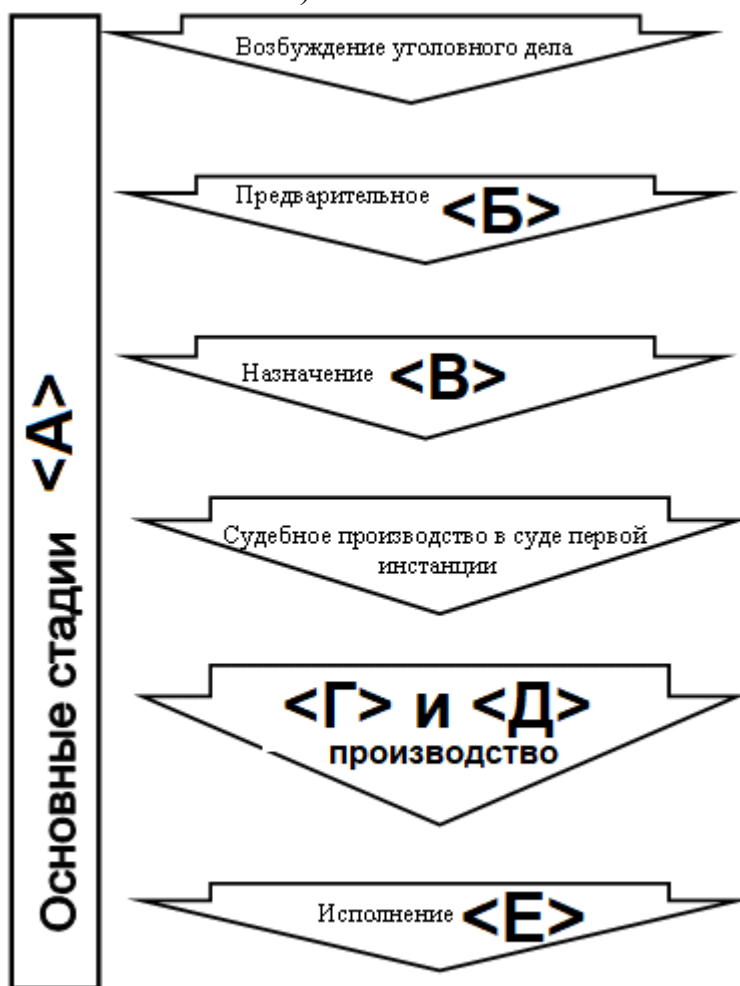 )
Возбуждение уголовного дела
Предварительное <Б>
Назначение <В>
Судебное производство в суде первой
инстанции
<Г> и <Д>
производство
Исполнение <Е>
Основные стадии <А>